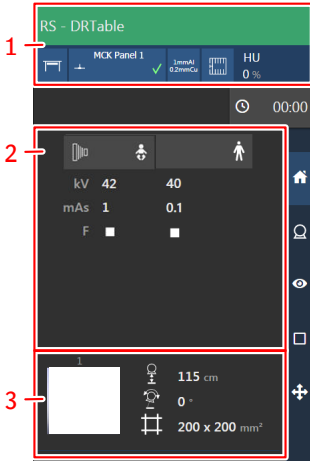 RS - DRTable
1
MCK Panel 1
1mmAl
0.2mmCu
HU
0 %
00:00
2
kV 42 40
mAs 1 0.1
F
1
115 cm
0 °
200 x 200 mm²
3